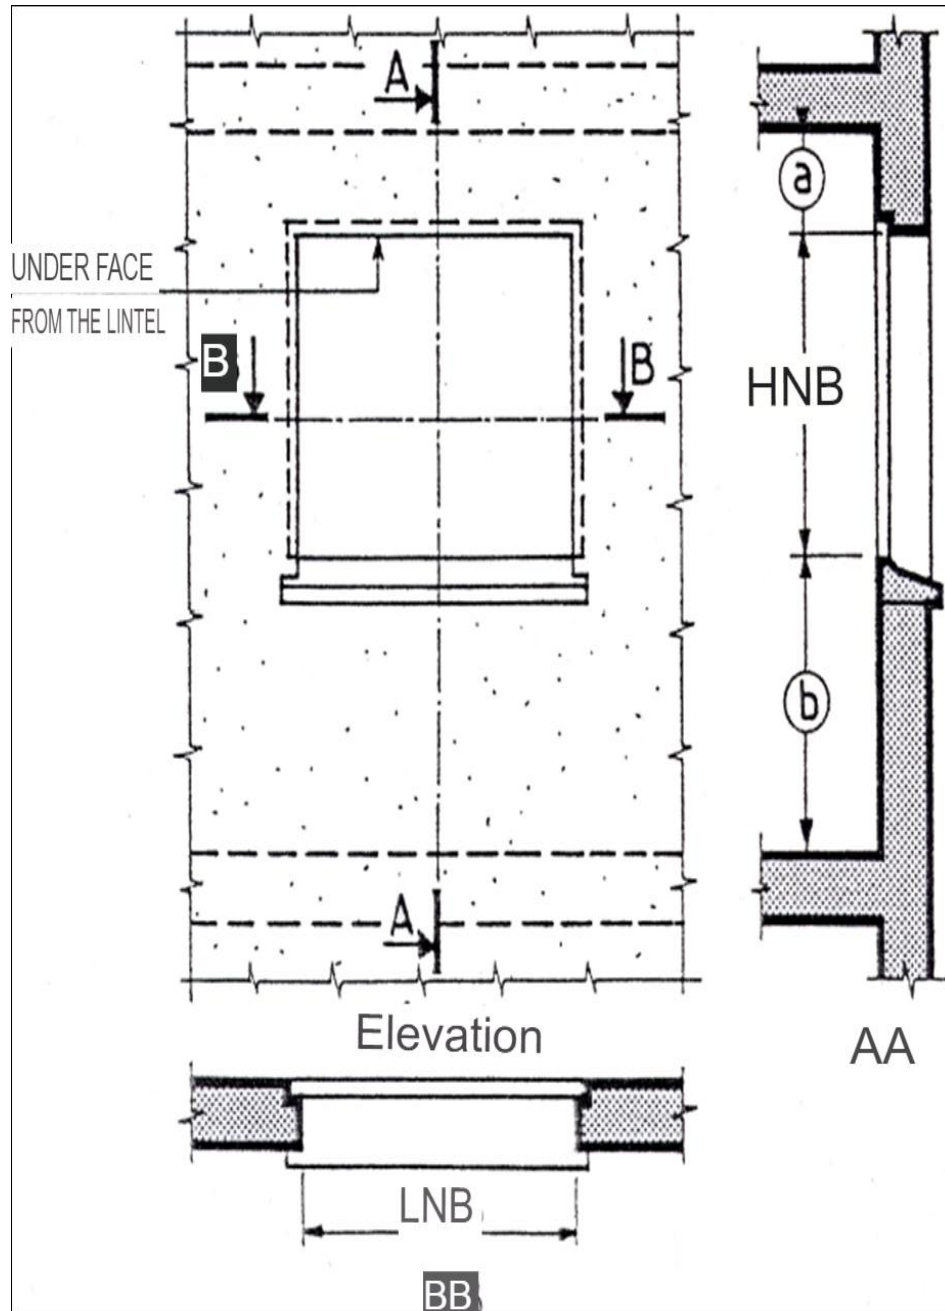 A
a
UNDER FACE
FROM THE LINTEL
B
B
HNB
b
A
Elevation
AA
LNB
BB